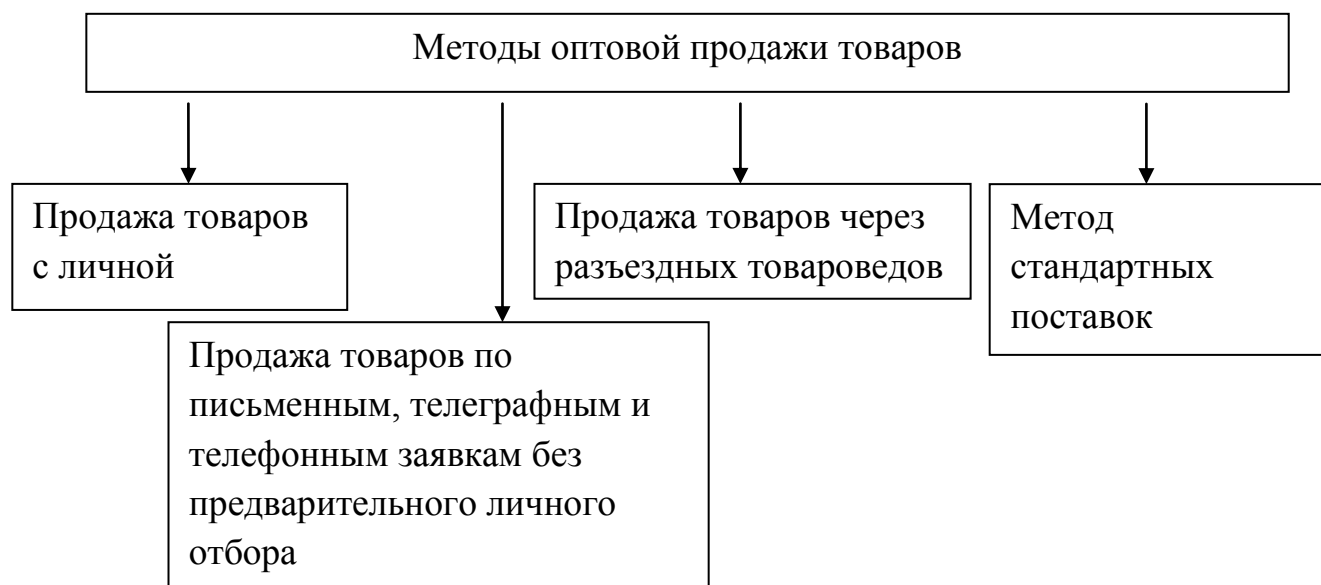 Методы оптовой продажи товаров
Продажа товаров
с личной
Продажа товаров по
письменным, телеграфным и
телефонным заявкам без
предварительного личного
отбора
Продажа товаров через
разъездных товароведов
Метод
стандартных
поставок